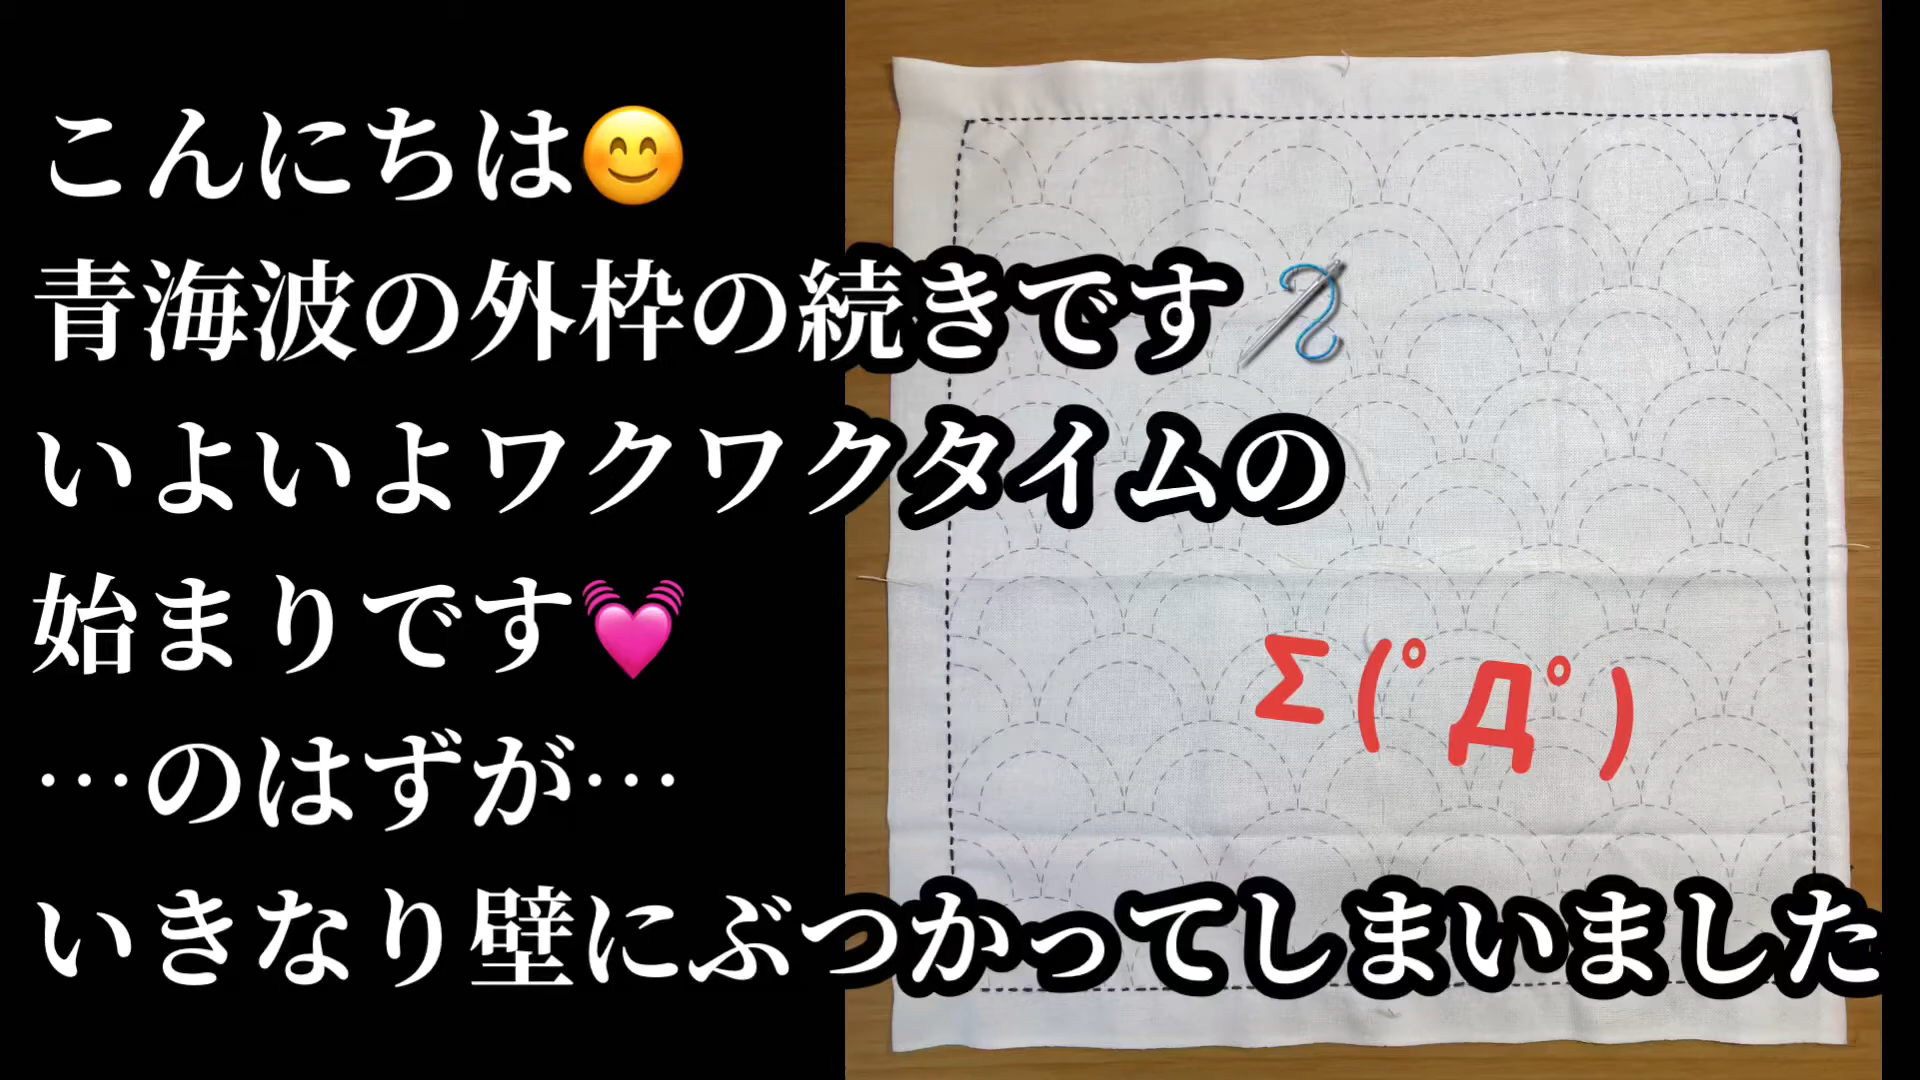 こんにちは😊
青海波の外枠の続きです🪡
いよいよワクワクタイムの
始まりです💓
…のはずが…
Σ(ﾟДﾟ)
いきなり壁にぶつかってしまいました